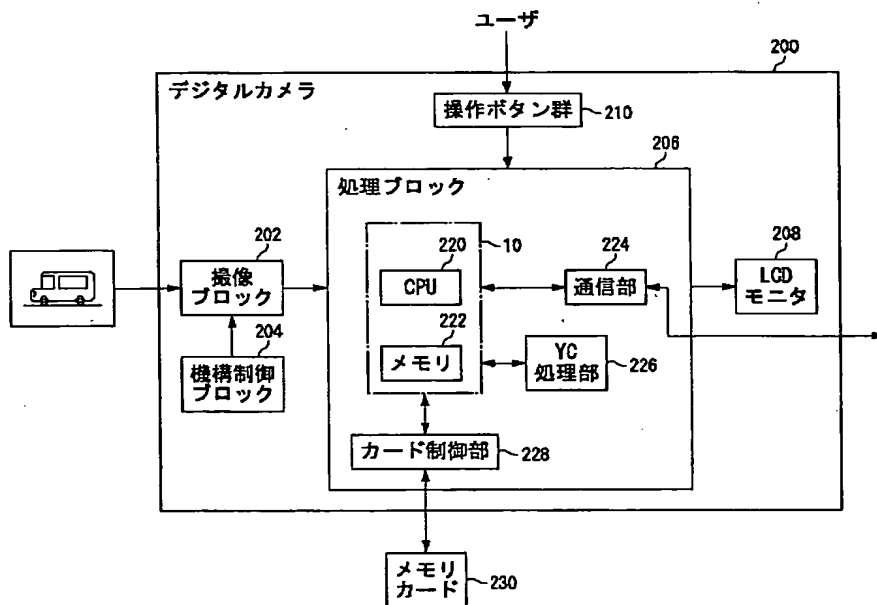 ユーザ
200
デジタルカメラ
操作ボタン群
210
206
処理ブロック
202
撮像
ブロック
204
機構制御
ブロック
10
220
CPU
222
メモリ
224
通信部
YC
処理部
226
208
LCD
モニタ
カード制御部
228
メモリ
カード
230